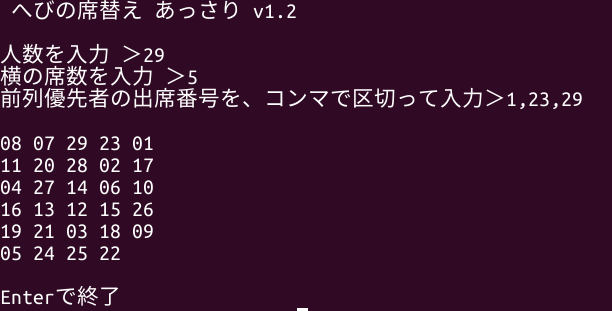 へびの席替え あっさり v1.2
人数を入力 ＞29
横の席数を入力 ＞5
前列優先者の出席番号を、コンマで区切って入力＞1,23,29
08 07 29 23 01
11 20 28 02 17
04 27 14 06 10
16 13 12 15 26
19 21 03 18 09
05 24 25 22
Enterで終了